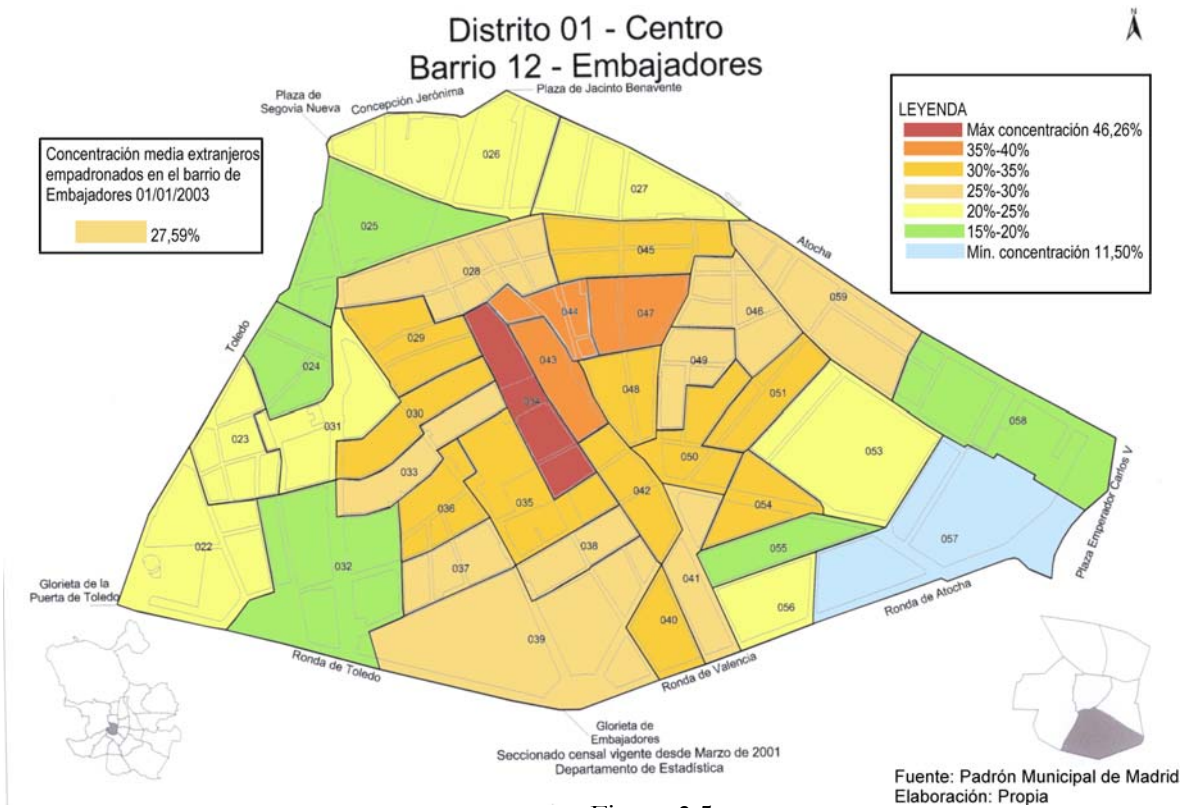 Distrito 01 - Centro
Barrio 12 - Embajadores
N
Plaza de
Segovia Nueva
Concepción Jerónima
Plaza de Jacinto Benavente
Concentración media extranjeros
empadronados en el barrio de
Embajadores 01/01/2003
27,59%
LEYENDA
Máx concentración 46,26%
35%-40%
30%-35%
25%-30%
20%-25%
15%-20%
Min. concentración 11,50%
026
027
025
045
Atocha
028
059
044
047
046
Toledo
029
043
049
024
034
048
051
058
030
031
023
053
033
050
035
042
036
054
Plaza Emperador Carlos V
022
038
055
057
032
037
041
Glorieta de la
Puerta de Toledo
056
Ronda de Atocha
039
040
Ronda de Toledo
Ronda de Valencia
Glorieta de
Embajadores
Seccionado censal vigente desde Marzo de 2001
Departamento de Estadística
Fuente: Padrón Municipal de Madrid
Elaboración: Propia